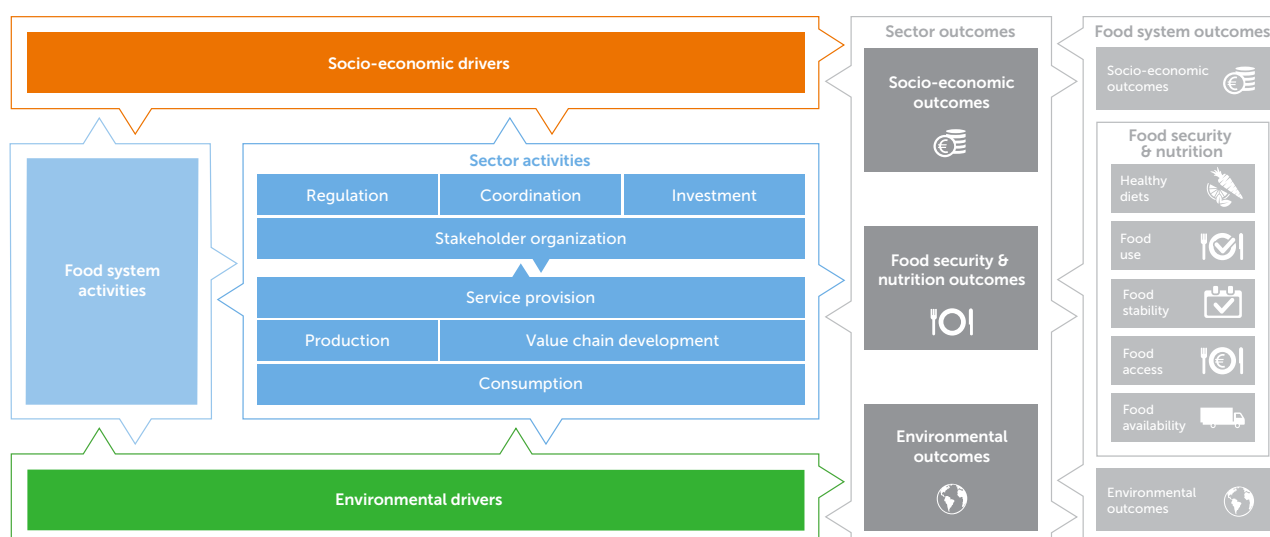 Socio-economic drivers
Food system
activities
Sector activities
Regulation
Coordination
Investment
Stakeholder organization
Service provision
Production
Value chain development
Consumption
Environmental drivers
Sector outcomes
Socio-economic
outcomes
€
Food security &
nutrition outcomes
Environmental
outcomes
Food system outcomes
Socio-economic
outcomes
€
Food security
& nutrition
Healthy
diets
Food
use
Food
stability
Food
access
€
Food
availability
Environmental
outcomes